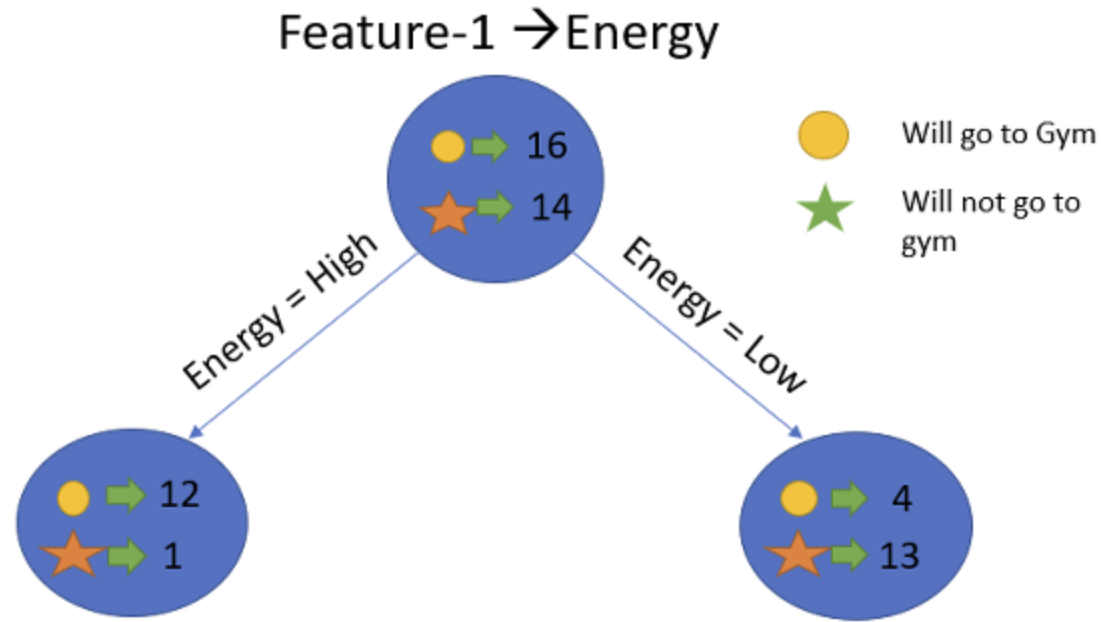 Feature-1 →Energy
16
14
Will go to Gym
Will not go to
gym
Energy = High
Energy = Low
12
1
4
13